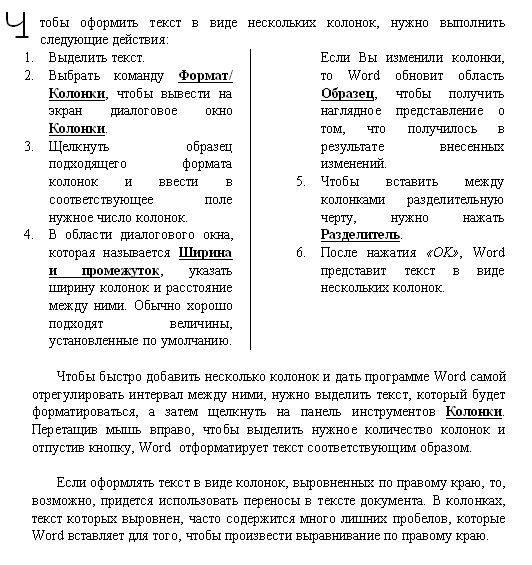 Чтобы оформить текст в виде нескольких колонок, нужно выполнить
следующие действия:
1. Выделить текст.
2. Выбрать команду Формат/
Колонки, чтобы вывести на
экран диалоговое окно
Колонки.
3. Щелкнуть образец
подходящего формата
колонок и ввести в
соответствующее поле
нужное число колонок.
4. В области диалогового окна,
которая называется Ширина
и промежуток, указать
ширину колонок и расстояние
между ними. Обычно хорошо
подходят величины,
установленные по умолчанию.
Если Вы изменили колонки,
то Word обновит область
Образец, чтобы получить
наглядное представление о
том, что получилось в
результате внесенных
изменений.
5. Чтобы вставить между
колонками разделительную
черту, нужно нажать
Разделитель.
6. После нажатия «OK», Word
представит текст в виде
нескольких колонок.
Чтобы быстро добавить несколько колонок и дать программе Word самой
отрегулировать интервал между ними, нужно выделить текст, который будет
форматироваться, а затем щелкнуть на панель инструментов Колонки.
Перетащив мышь вправо, чтобы выделить нужное количество колонок и
отпустив кнопку, Word отформатирует текст соответствующим образом.
Если оформлять текст в виде колонок, выровненных по правому краю, то,
возможно, придется использовать переносы в тексте документа. В колонках,
текст которых выровнен, часто содержится много лишних пробелов, которые
Word вставляет для того, чтобы произвести выравнивание по правому краю.